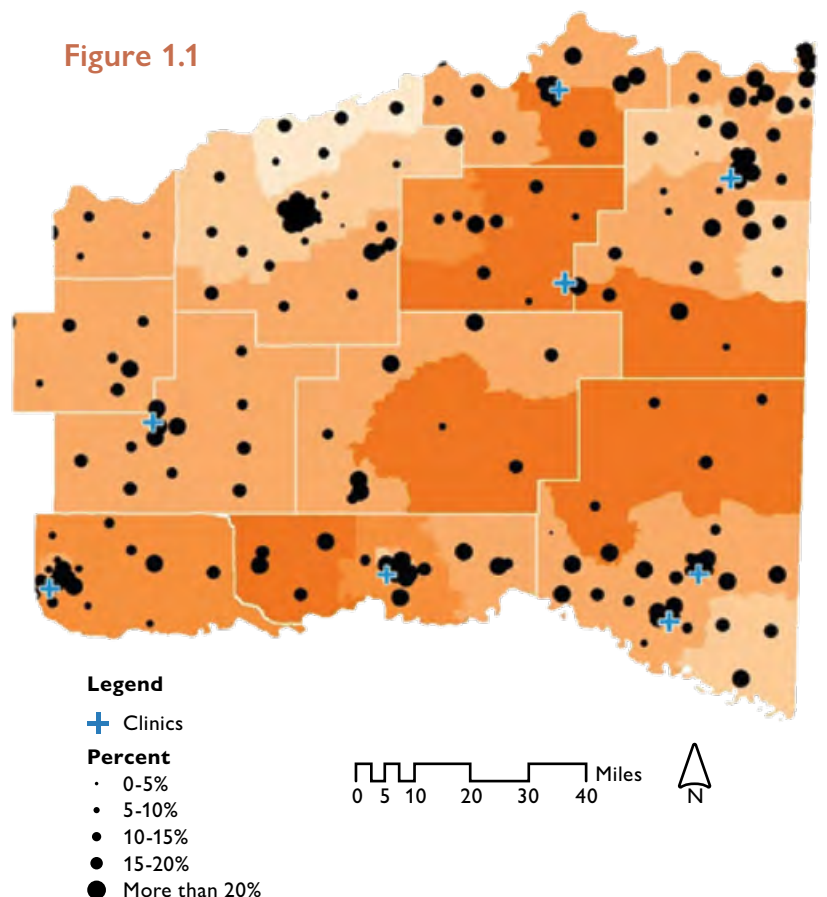 Figure 1.1
Legend
Clinics
Percent
0-5%
5-10%
10-15%
15-20%
More than 20%
Miles
0 5 10 20 30 40
N